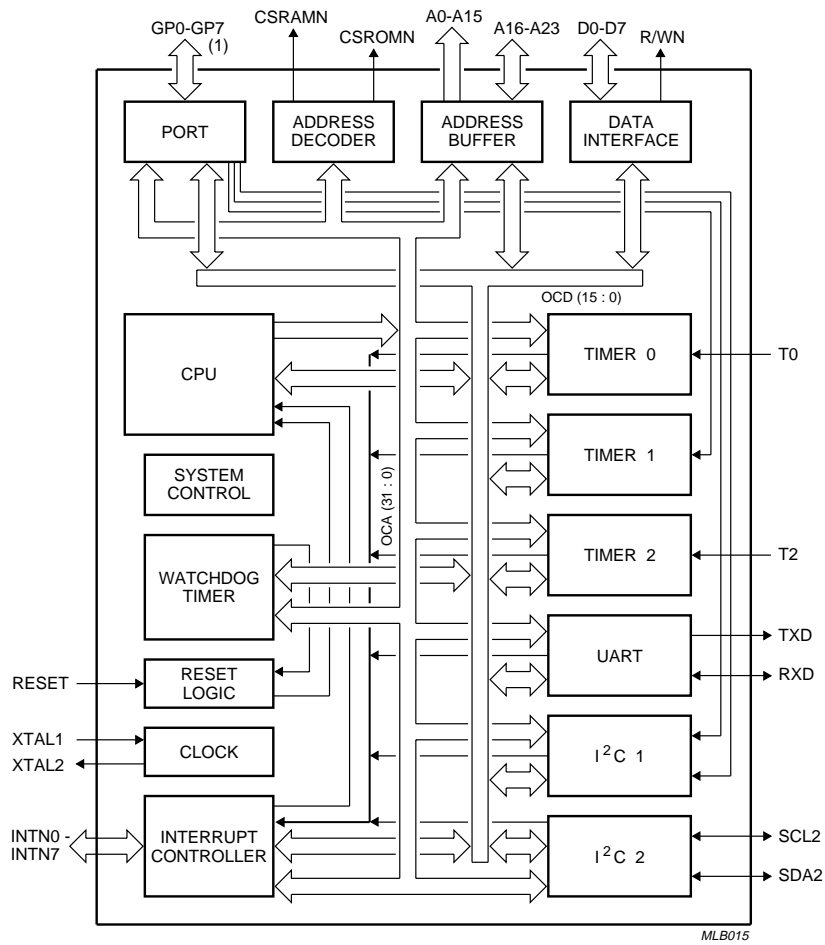 GP0-GP7
(1)
CSRAMN
CSROMN
A0-A15
A16-A23
D0-D7
R/WN
PORT
ADDRESS
DECODER
ADDRESS
BUFFER
DATA
INTERFACE
OCD (15 : 0)
CPU
TIMER 0
T0
TIMER 1
SYSTEM
CONTROL
OCA (31 : 0)
WATCHDOG
TIMER
TIMER 2
T2
UART
TXD
RXD
RESET
RESET
LOGIC
XTAL1
XTAL2
CLOCK
I²C 1
INTN0 -
INTN7
INTERRUPT
CONTROLLER
I²C 2
SCL2
SDA2
MLB015